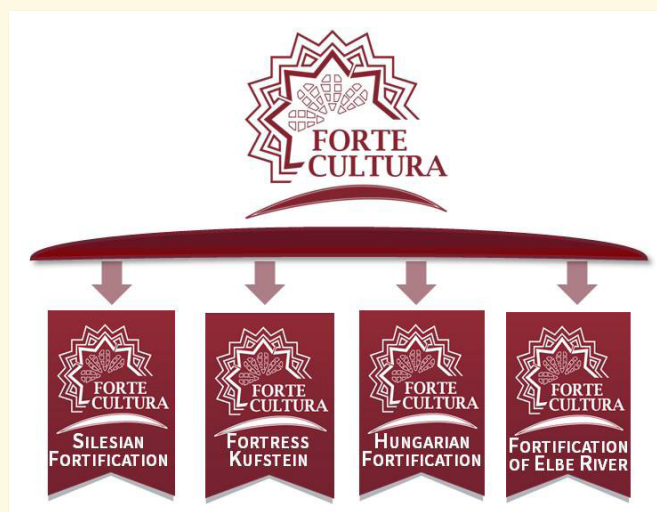 FORTE
CULTURA
FORTE
CULTURA
SILESIAN
FORTIFICATION
FORTE
CULTURA
FORTRESS
KUFSTEIN
FORTE
CULTURA
HUNGARIAN
FORTIFICATION
FORTE
CULTURA
FORTIFICATION
OF ELBE RIVER